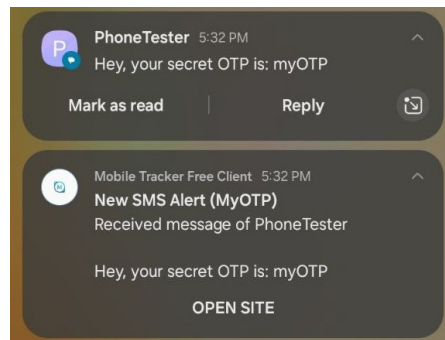 P
PhoneTester 5:32 PM
Hey, your secret OTP is: myOTP
Mark as read
Reply
Mobile Tracker Free Client 5:32 PM
New SMS Alert (MyOTP)
Received message of PhoneTester
Hey, your secret OTP is: myOTP
OPEN SITE